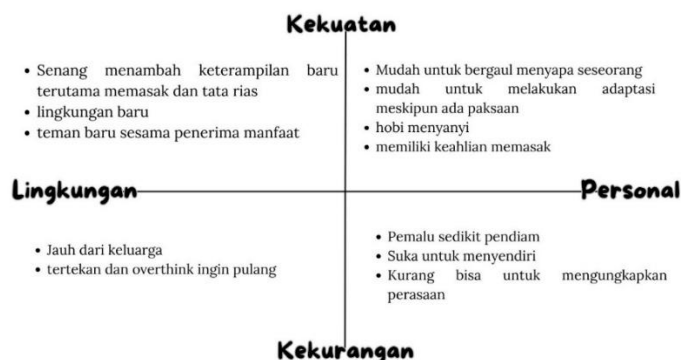 Kekuatan
• Senang menambah keterampilan baru
terutama memasak dan tata rias
• lingkungan baru
• teman baru sesama penerima manfaat
• Mudah untuk bergaul menyapa seseorang
• mudah untuk melakukan adaptasi
meskipun ada paksaan
• hobi menyanyi
• memiliki keahlian memasak
Lingkungan
Personal
• Jauh dari keluarga
• tertekan dan overthink ingin pulang
• Pemalu sedikit pendiam
• Suka untuk menyendiri
• Kurang bisa untuk mengungkapkan
perasaan
Kekurangan